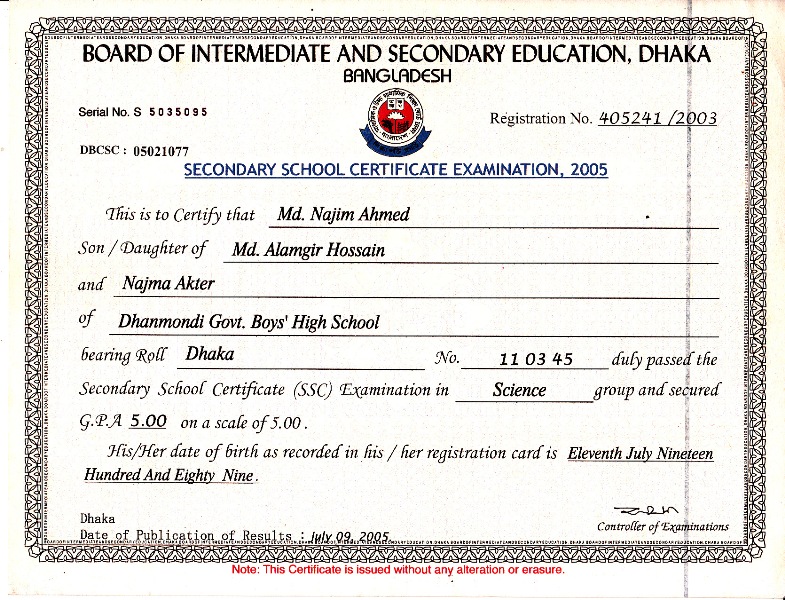 BOARD OF INTERMEDIATE AND SECONDARY EDUCATION, DHAKA
BANGLADESH
Serial No. S 5035095
Registration No. 405241 /2003
DBCSC : 05021077
SECONDARY SCHOOL CERTIFICATE EXAMINATION, 2005
This is to Certify that Md. Najim Ahmed
Son / Daughter of Md. Alamgir Hossain
and Najma Akter
of Dhanmondi Govt. Boys' High School
bearing Roll Dhaka No. 11 03 45 duly passed the
Secondary School Certificate (SSC) Examination in Science group and secured
G.P.A 5.00 on a scale of 5.00 .
His/Her date of birth as recorded in his / her registration card is Eleventh July Nineteen
Hundred And Eighty Nine .
Controller of Examinations
Dhaka
Date of Publication of Results : July 09, 2005
Note: This Certificate is issued without any alteration or erasure.